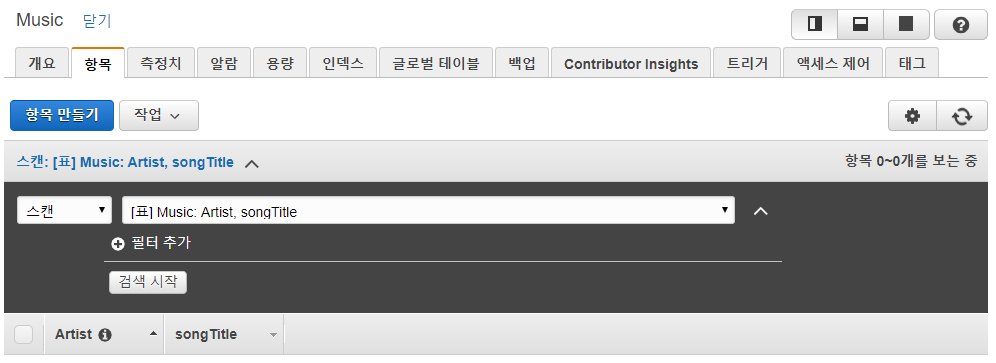 Music 닫기
개요 항목 측정치 알람 용량 인덱스 글로벌 테이블 백업 Contributor Insights 트리거 액세스 제어 태그
항목 만들기 작업
스캔: [표] Music: Artist, songTitle 항목 0~0개를 보는 중
스캔 [표] Music: Artist, songTitle
필터 추가
검색 시작
Artist songTitle